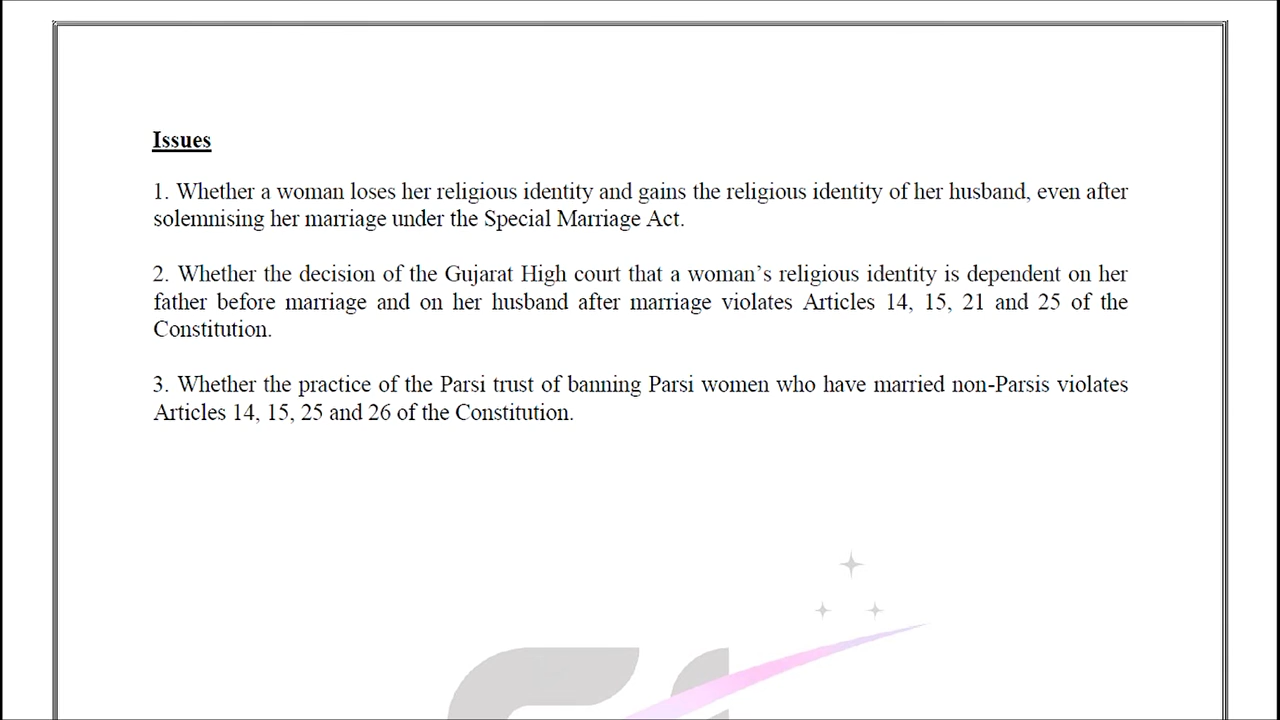 Issues
1. Whether a woman loses her religious identity and gains the religious identity of her husband, even after
solemnising her marriage under the Special Marriage Act.
2. Whether the decision of the Gujarat High court that a woman’s religious identity is dependent on her
father before marriage and on her husband after marriage violates Articles 14, 15, 21 and 25 of the
Constitution.
3. Whether the practice of the Parsi trust of banning Parsi women who have married non-Parsis violates
Articles 14, 15, 25 and 26 of the Constitution.